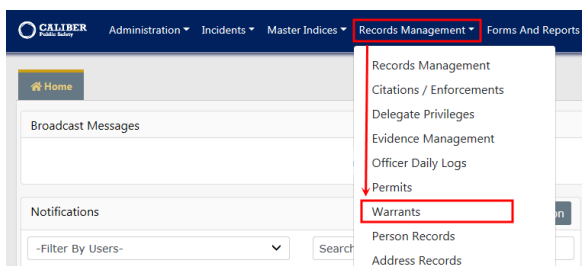 CALIBER
Public Safety
Administration Incidents Master Indices Records Management Forms And Reports
Home
Records Management
Citations / Enforcements
Broadcast Messages
Delegate Privileges
Evidence Management
Officer Daily Logs
Permits
Notifications
Warrants
on
Person Records
-Filter By Users-
Search
Address Records